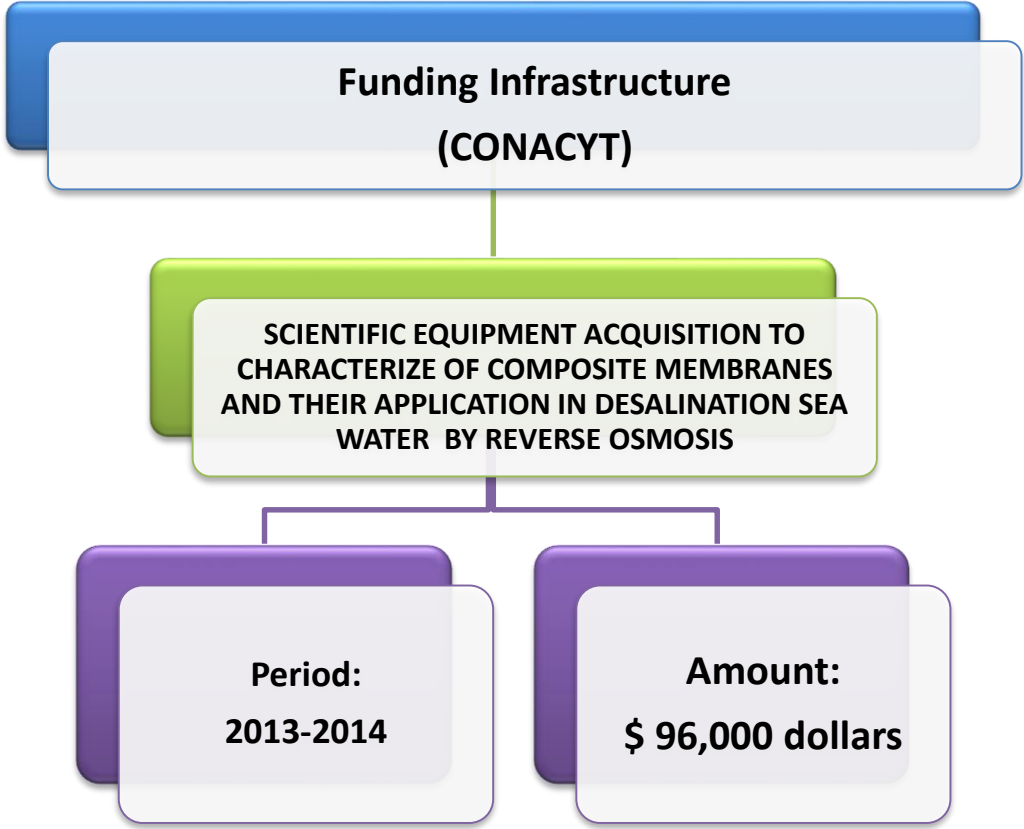 Funding Infrastructure
(CONACYT)
SCIENTIFIC EQUIPMENT ACQUISITION TO
CHARACTERIZE OF COMPOSITE MEMBRANES
AND THEIR APPLICATION IN DESALINATION SEA
WATER BY REVERSE OSMOSIS
Period:
2013-2014
Amount:
$ 96,000 dollars